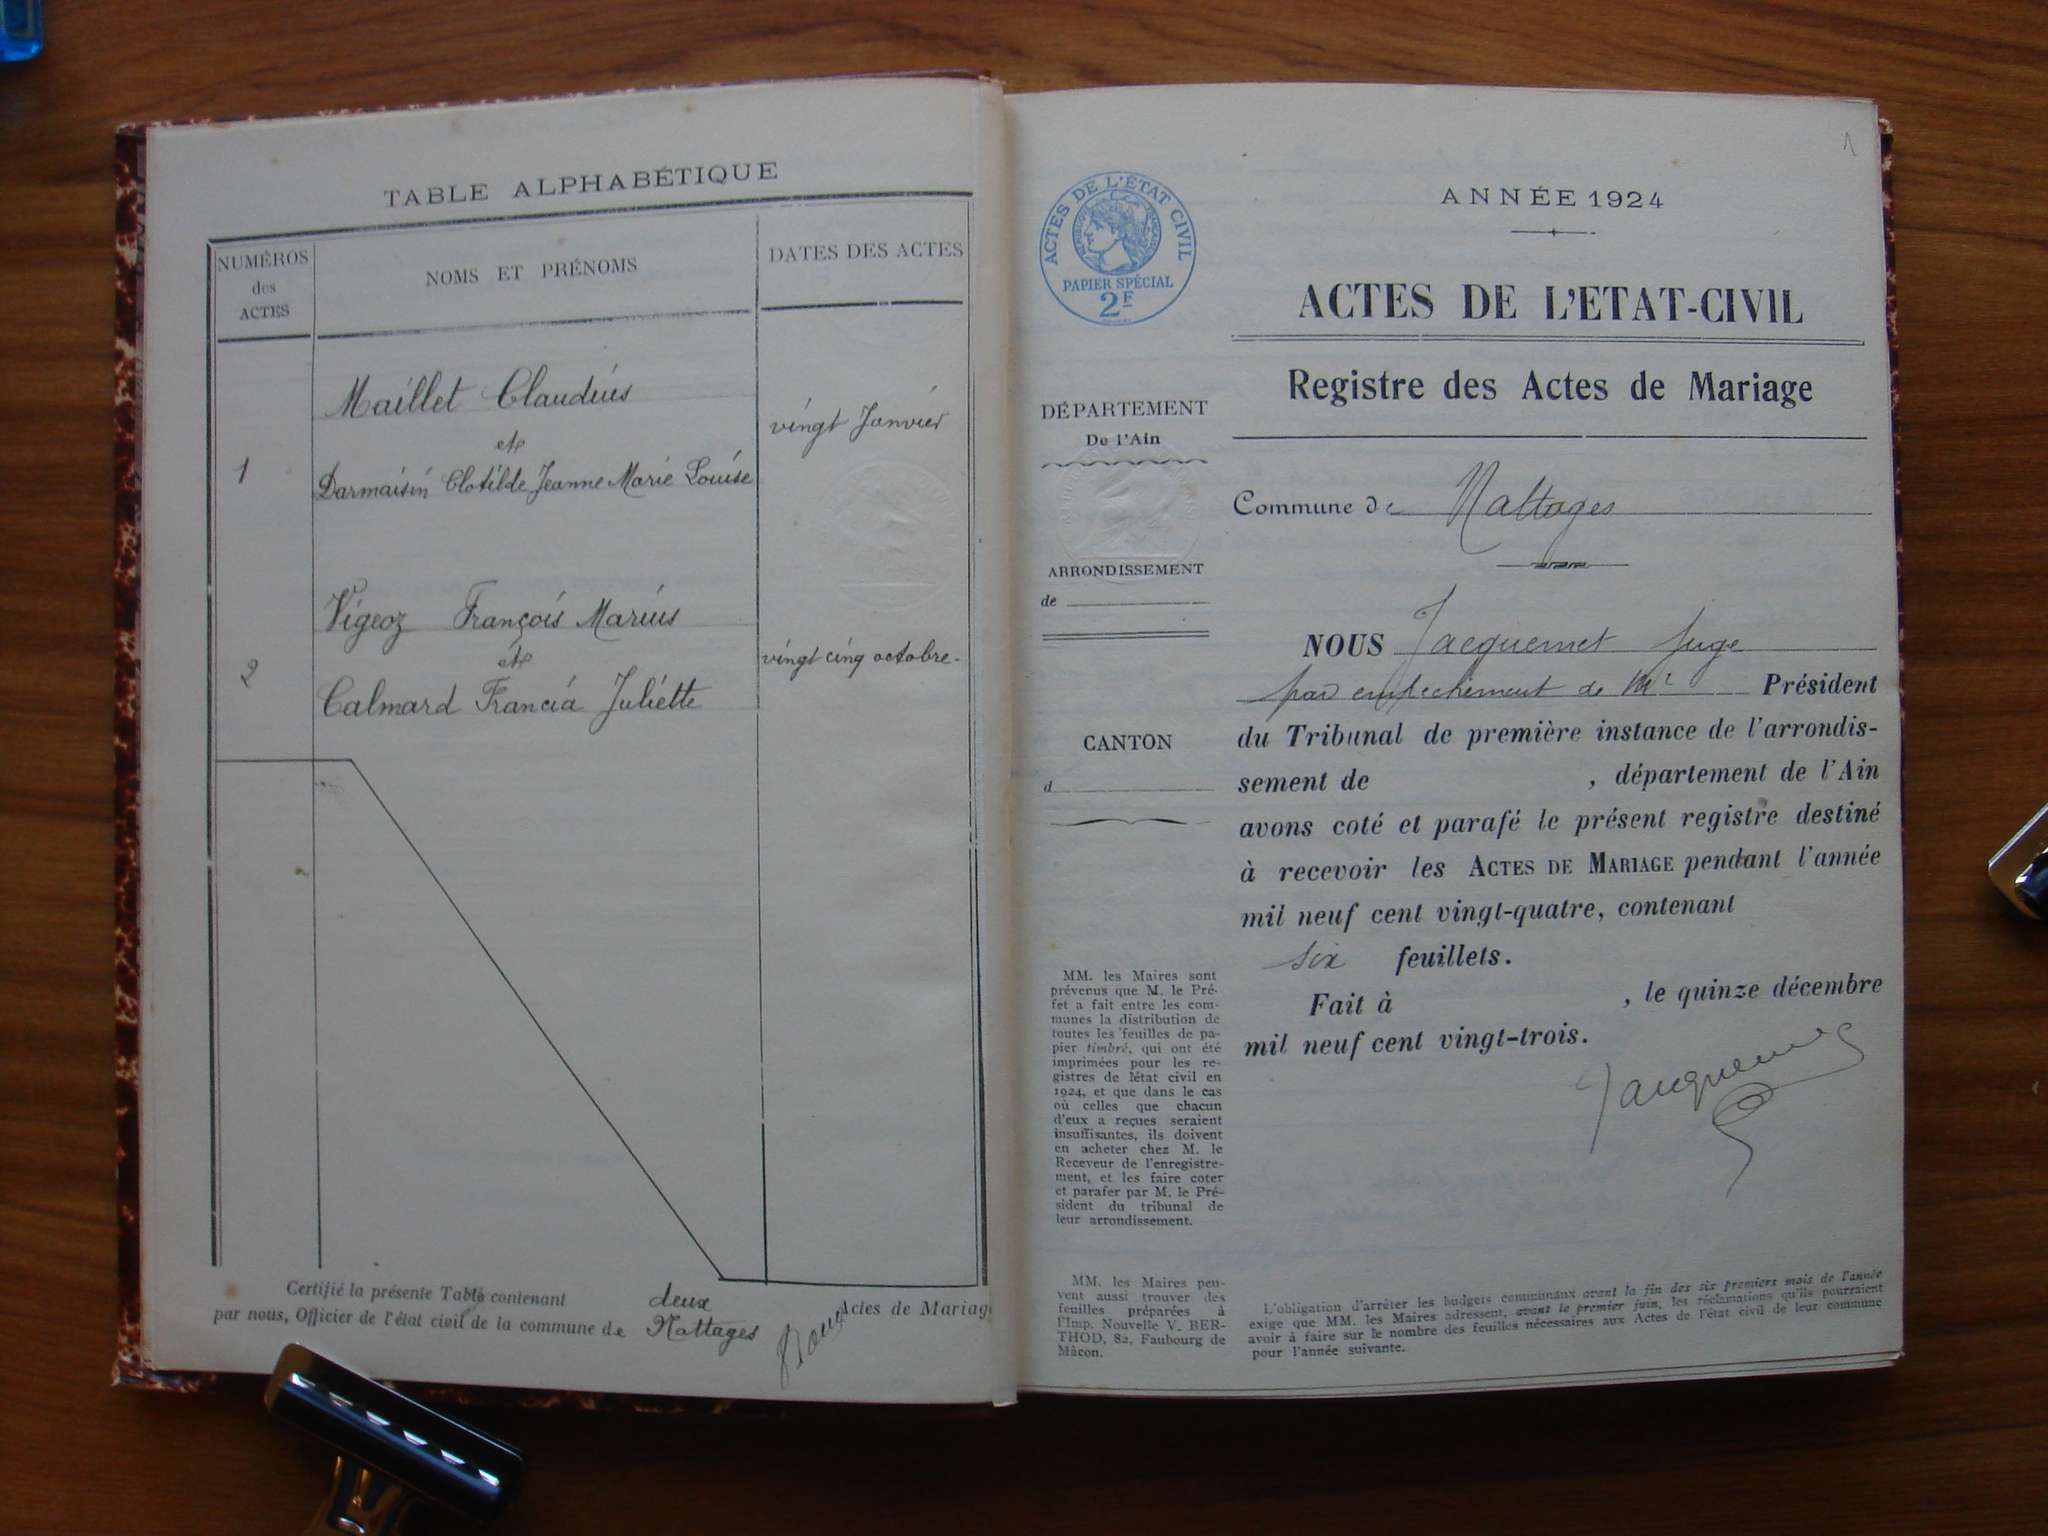 TABLE ALPHABÉTIQUE
NUMÉROS
des
ACTES
NOMS ET PRÉNOMS
DATES DES ACTES
1
Maillet Claudius
et
Darmaisin Clotilde Jeanne Marie Louise
vingt Janvier
2
Vigeoz François Marius
et
Calmard Francia Juliette
vingt cinq octobre.
Certifié la présente Table contenant deux Actes de Mariage
par nous, Officier de l'état civil de la commune de Nattages
1
ACTES DE L'ÉTAT CIVIL
RÉPUBLIQUE FRANÇAISE
PAPIER SPÉCIAL
2F
ANNÉE 1924
ACTES DE L'ETAT-CIVIL
Registre des Actes de Mariage
DÉPARTEMENT
De l'Ain
ARRONDISSEMENT
de
CANTON
d
MM. les Maires sont
prévenus que M. le Pré-
fet a fait entre les com-
munes la distribution de
toutes les feuilles de pa-
pier timbré, qui ont été
imprimées pour les re-
gistres de l'état civil en
1924, et que dans le cas
où celles que chacun
d'eux a reçues seraient
insuffisantes, ils doivent
en acheter chez M. le
Receveur de l'enregistre-
ment, et les faire coter
et parafer par M. le Pré-
sident du tribunal de
leur arrondissement.
MM. les Maires peu-
vent aussi trouver des
feuilles préparées à
l'Imp. Nouvelle V. BER-
THOD, 82, Faubourg de
Mâcon.
Commune de Nattages
NOUS Jacquemet Juge
par empêchement de Mr Président
du Tribunal de première instance de l'arrondis-
sement de , département de l'Ain
avons coté et parafé le présent registre destiné
à recevoir les ACTES DE MARIAGE pendant l'année
mil neuf cent vingt-quatre, contenant
six feuillets.
Fait à , le quinze décembre
mil neuf cent vingt-trois.
Jacquemet
L'obligation d'arrêter les budgets communaux avant la fin des six premiers mois de l'année
exige que MM. les Maires adressent, avant le premier juin, les réclamations qu'ils pourraient
avoir à faire sur le nombre des feuilles nécessaires aux Actes de l'état civil de leur commune
pour l'année suivante.